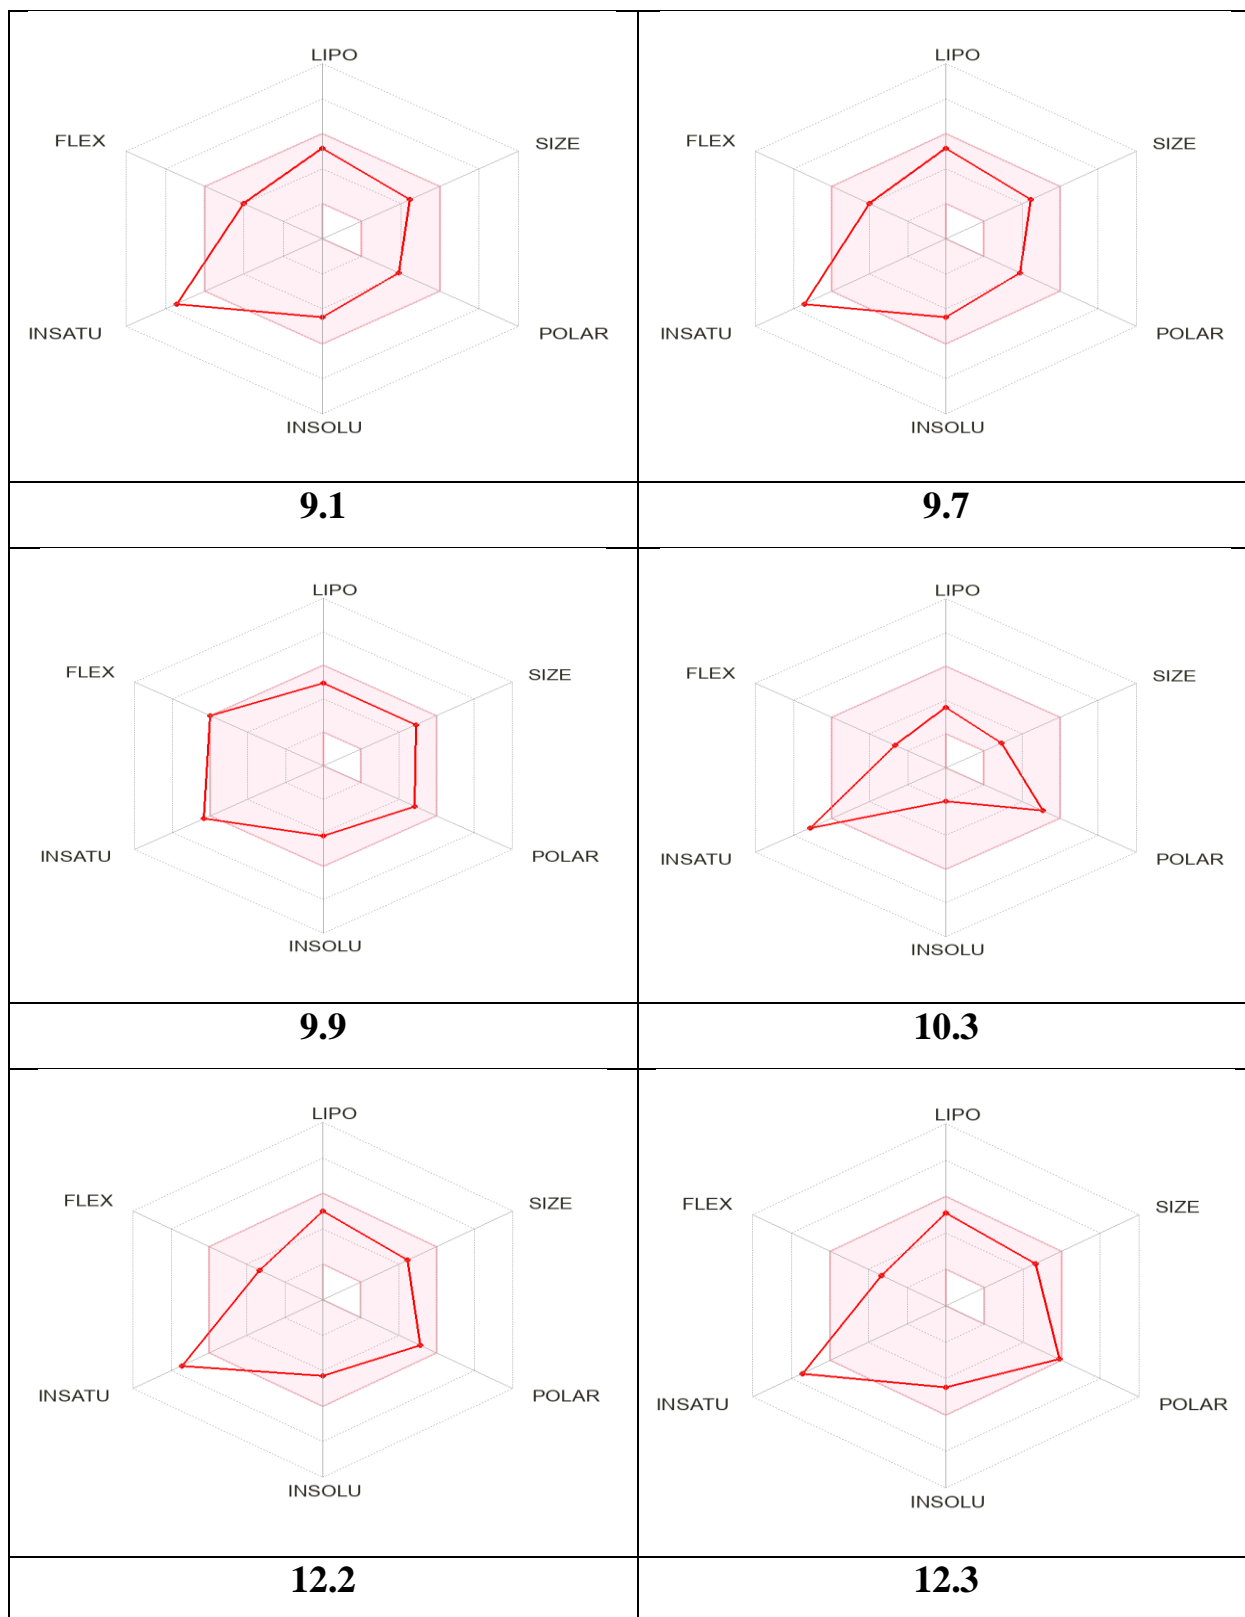 LIPO
LIPO
FLEX
SIZE
FLEX
SIZE
INSATU
POLAR
INSATU
POLAR
INSOLU
INSOLU
9.1
9.7
LIPO
LIPO
FLEX
SIZE
FLEX
SIZE
INSATU
POLAR
INSATU
POLAR
INSOLU
INSOLU
9.9
10.3
LIPO
LIPO
FLEX
SIZE
FLEX
SIZE
INSATU
POLAR
INSATU
POLAR
INSOLU
INSOLU
12.2
12.3